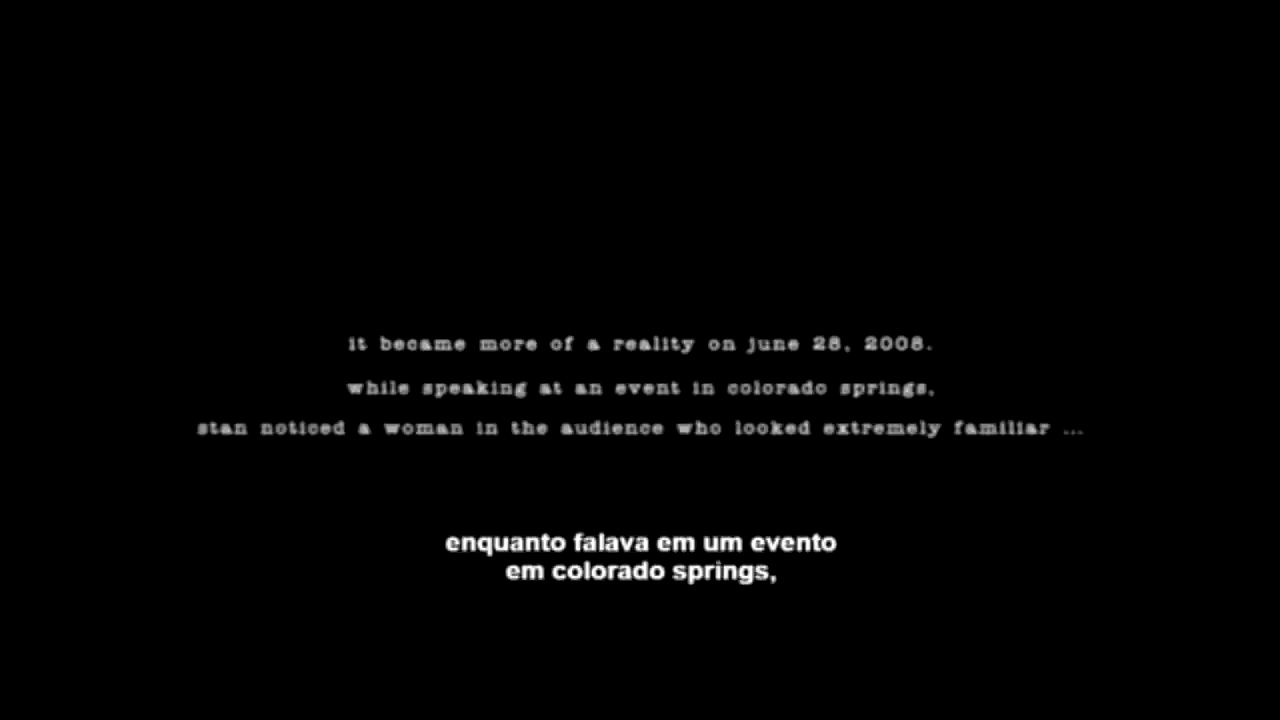 it became more of a reality on june 28, 2008.
while speaking at an event in colorado springs,
stan noticed a woman in the audience who looked extremely familiar ...
enquanto falava em um evento
em colorado springs,